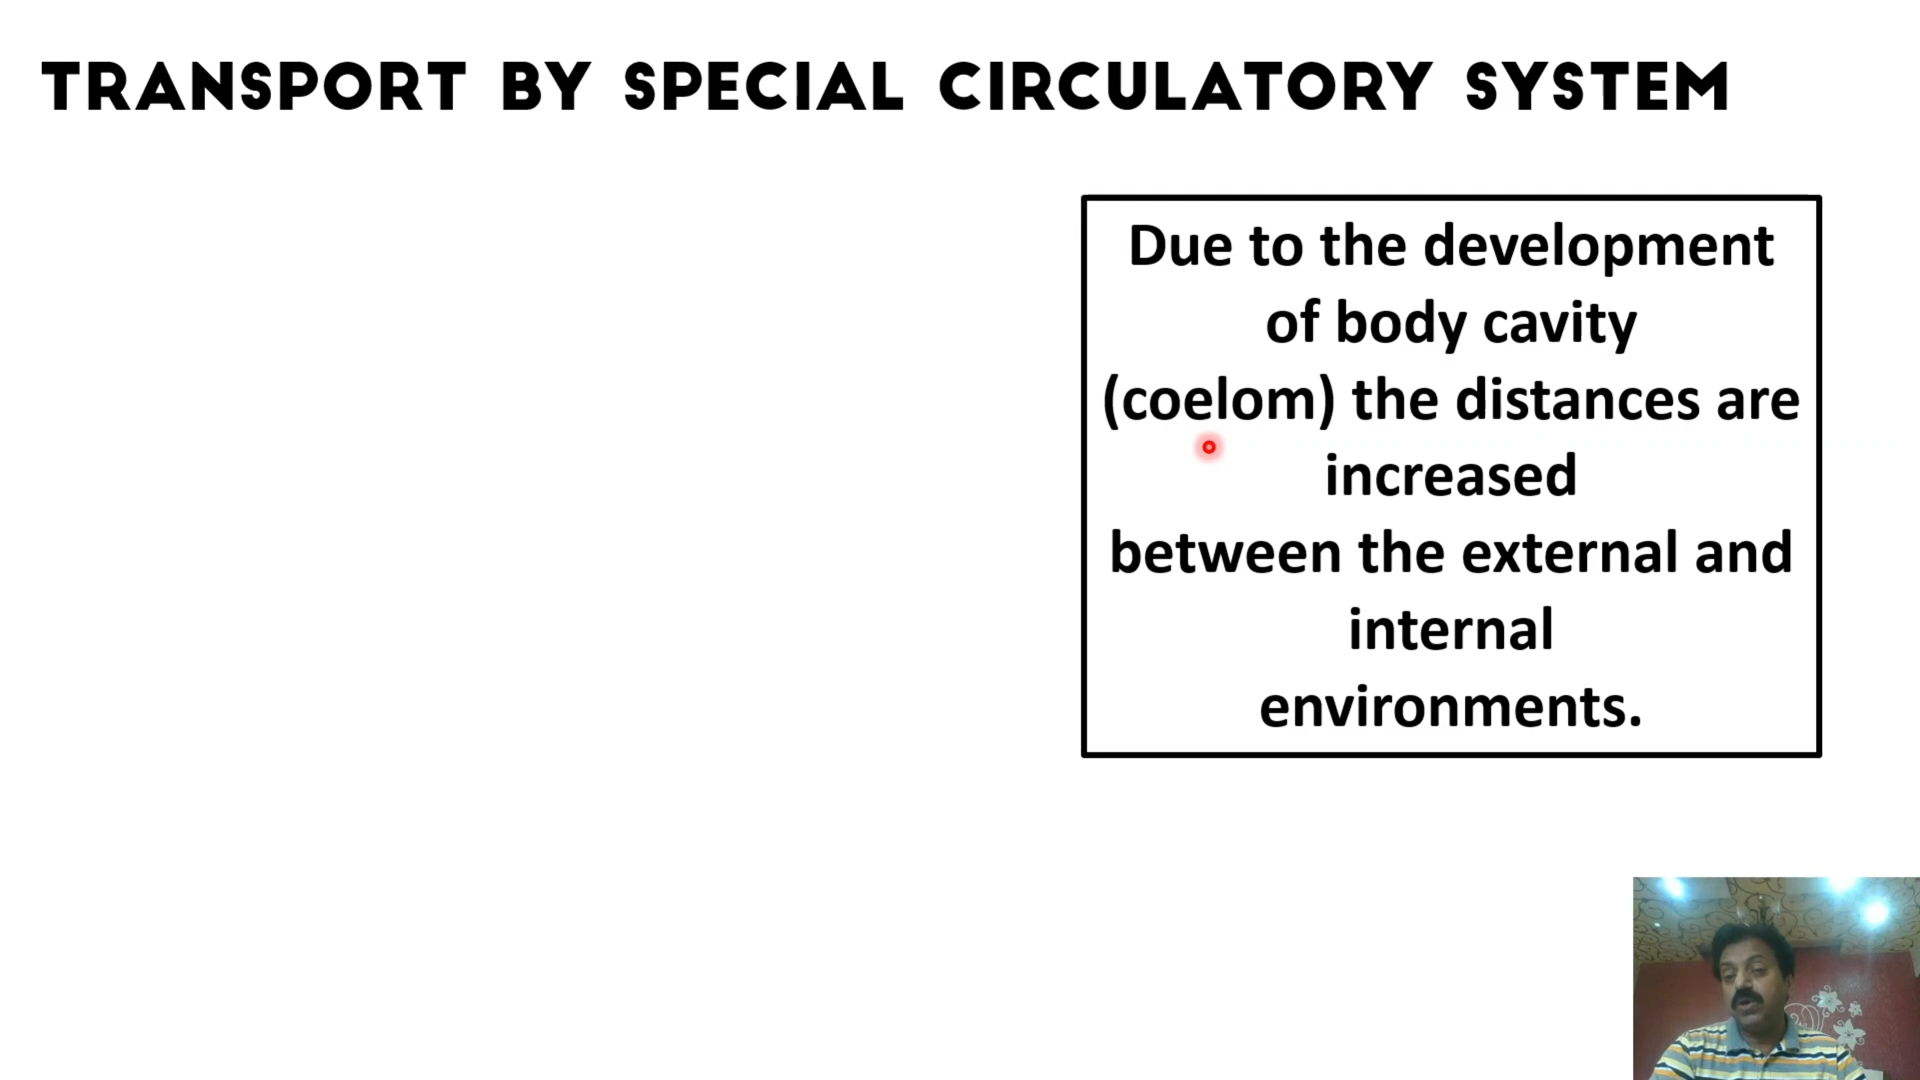 TRANSPORT BY SPECIAL CIRCULATORY SYSTEM
Due to the development
of body cavity
(coelom) the distances are
increased
between the external and
internal
environments.